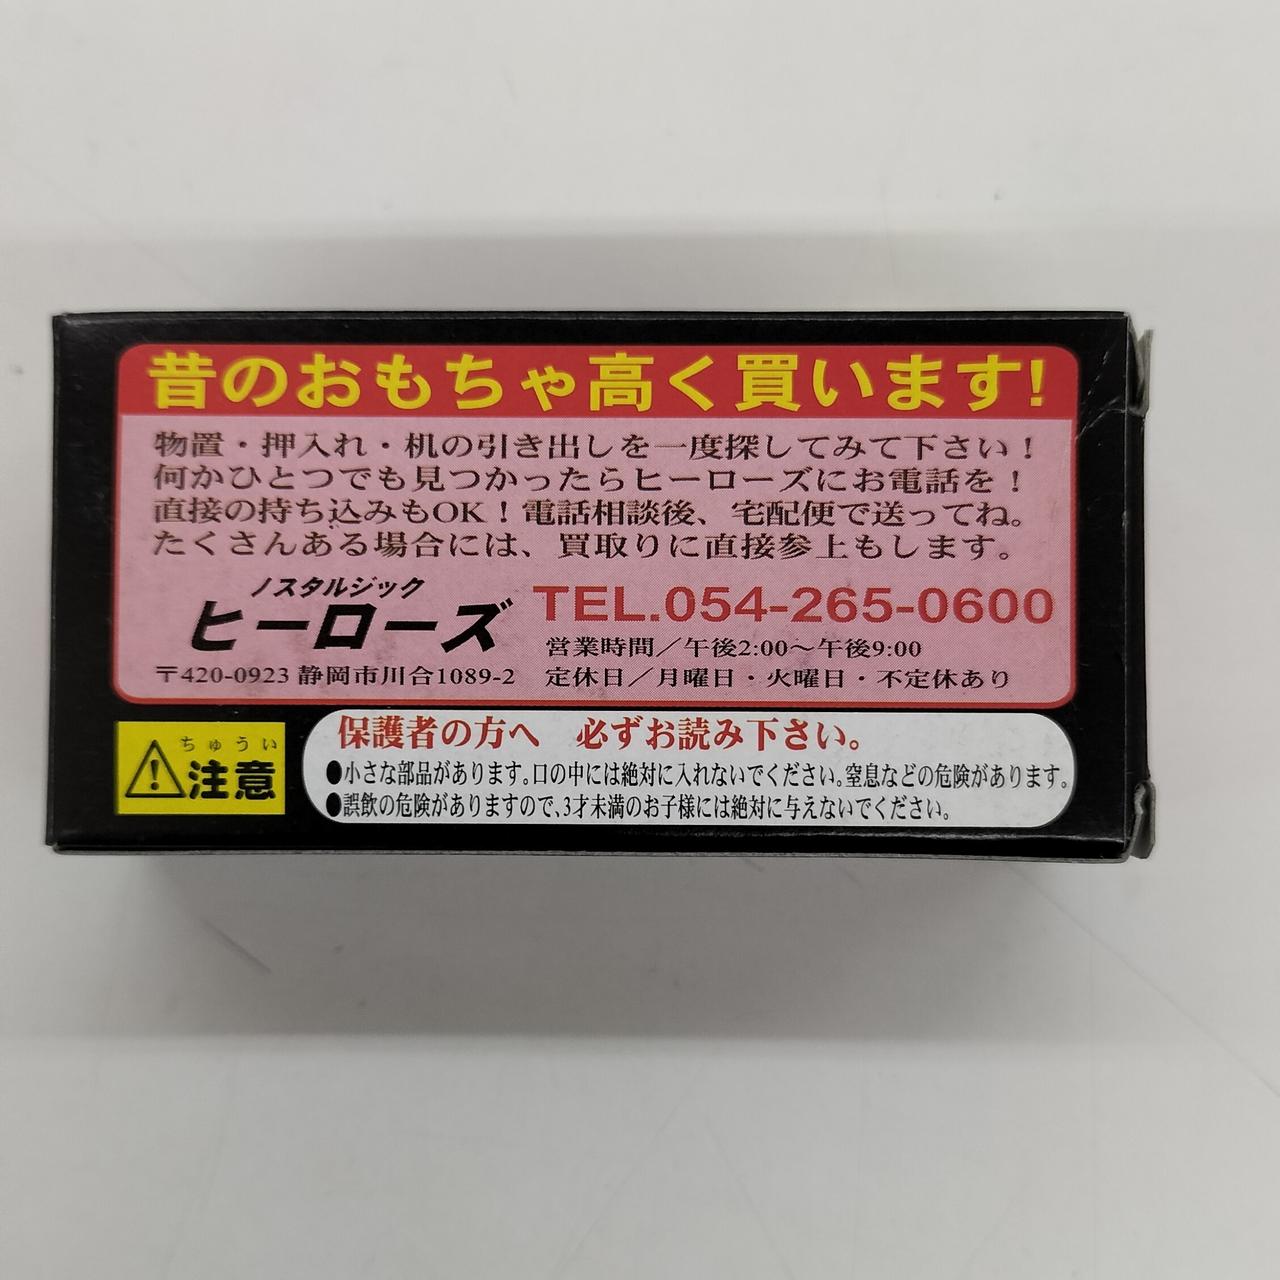 昔のおもちゃ高く買います!
物置・押入れ・机の引き出しを一度探してみて下さい！
何かひとつでも見つかったらヒーローズにお電話を！
直接の持ち込みもOK！電話相談後、宅配便で送ってね。
たくさんある場合には、買取りに直接参上もします。
ノスタルジック
ヒーローズ
TEL.054-265-0600
営業時間／午後2:00～午後9:00
〒420-0923 静岡市川合1089-2
定休日／月曜日・火曜日・不定休あり
ちゅうい
注意
保護者の方へ　必ずお読み下さい。
●小さな部品があります。口の中には絶対に入れないでください。窒息などの危険があります。
●誤飲の危険がありますので、3才未満のお子様には絶対に与えないでください。